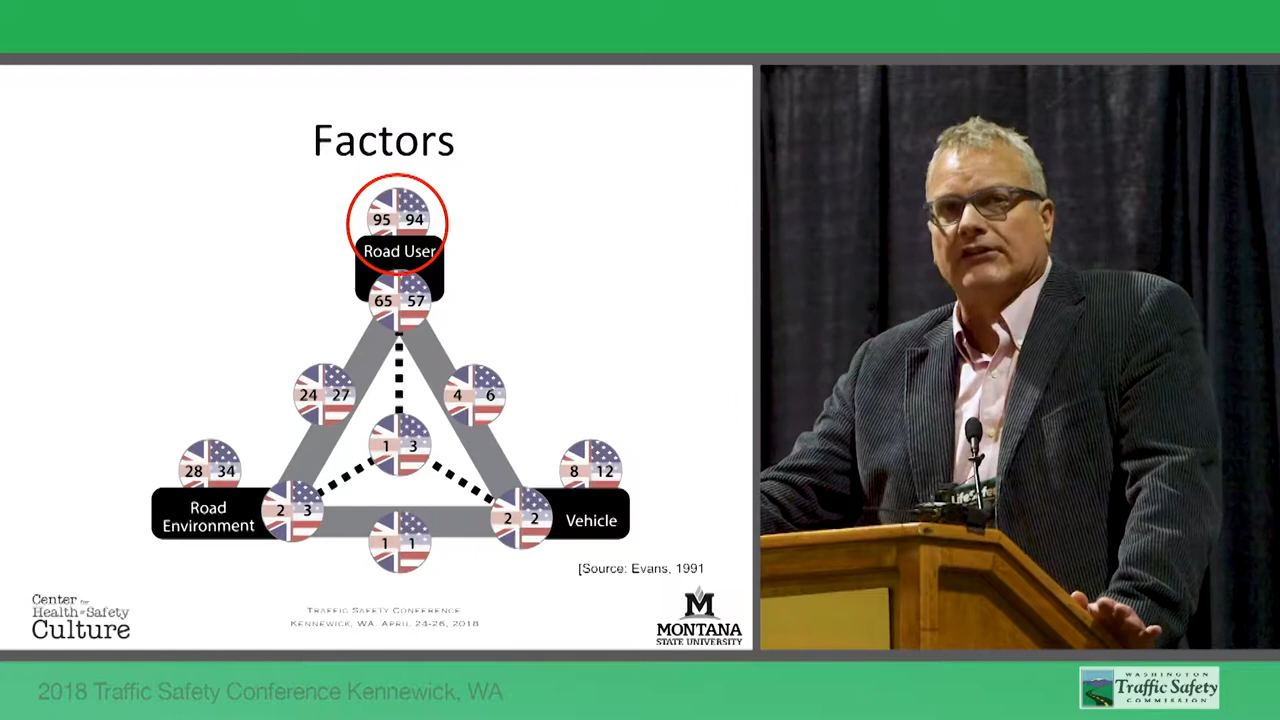 Factors
95 94
Road User
65 57
24 27
4 6
1 3
28 34
8 12
Road
Environment
2 3
2 2
Vehicle
1 1
[Source: Evans, 1991
Center For
Health & Safety
Culture
Traffic Safety Conference
Kennewick, WA April 24-26, 2018
M
MONTANA
STATE UNIVERSITY
2018 Traffic Safety Conference Kennewick, WA
WASHINGTON
Traffic Safety
COMMISSION